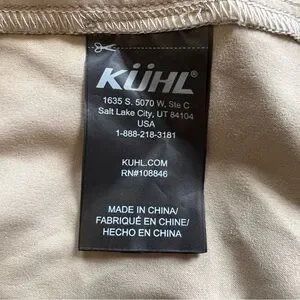 KÜHL®
1635 S. 5070 W, Ste C
Salt Lake City, UT 84104
USA
1-888-218-3181
KUHL.COM
RN#108846
MADE IN CHINA/
FABRIQUÉ EN CHINE/
HECHO EN CHINA